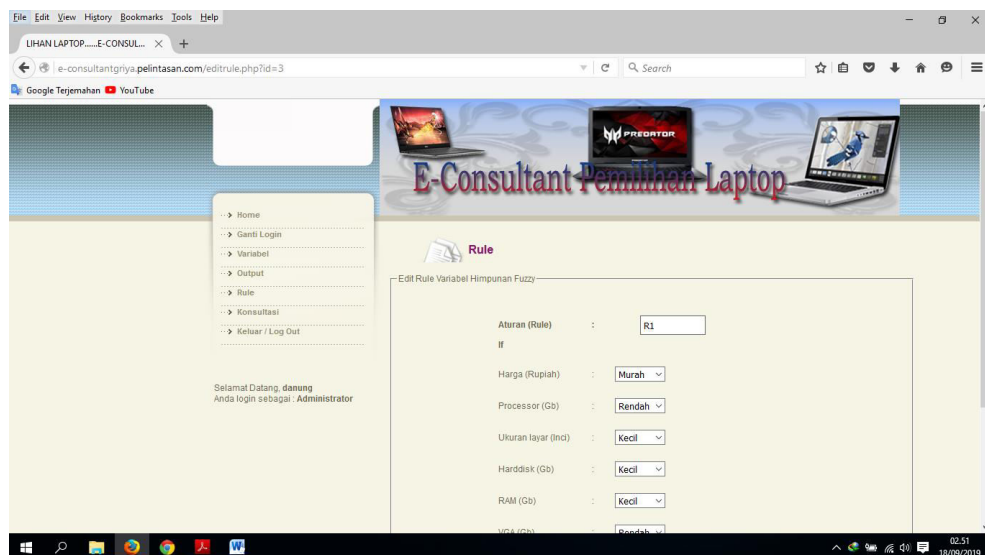 File Edit View History Bookmarks Tools Help
LIHAN LAPTOP......E-CONSUL...
e-consultantgriya.pelintasan.com/editrule.php?id=3
Search
Google Terjemahan YouTube
PREDATOR
E-Consultant Pemilihan Laptop
Home
Ganti Login
Variabel
Output
Rule
Konsultasi
Keluar / Log Out
Selamat Datang, danung
Anda login sebagai : Administrator
Rule
Edit Rule Variabel Himpunan Fuzzy
Aturan (Rule) : R1
If
Harga (Rupiah) : Murah
Processor (Gb) : Rendah
Ukuran layar (Inci) : Kecil
Harddisk (Gb) : Kecil
RAM (Gb) : Kecil
VGA (Gb) : Rendah
02.51
18/09/2019